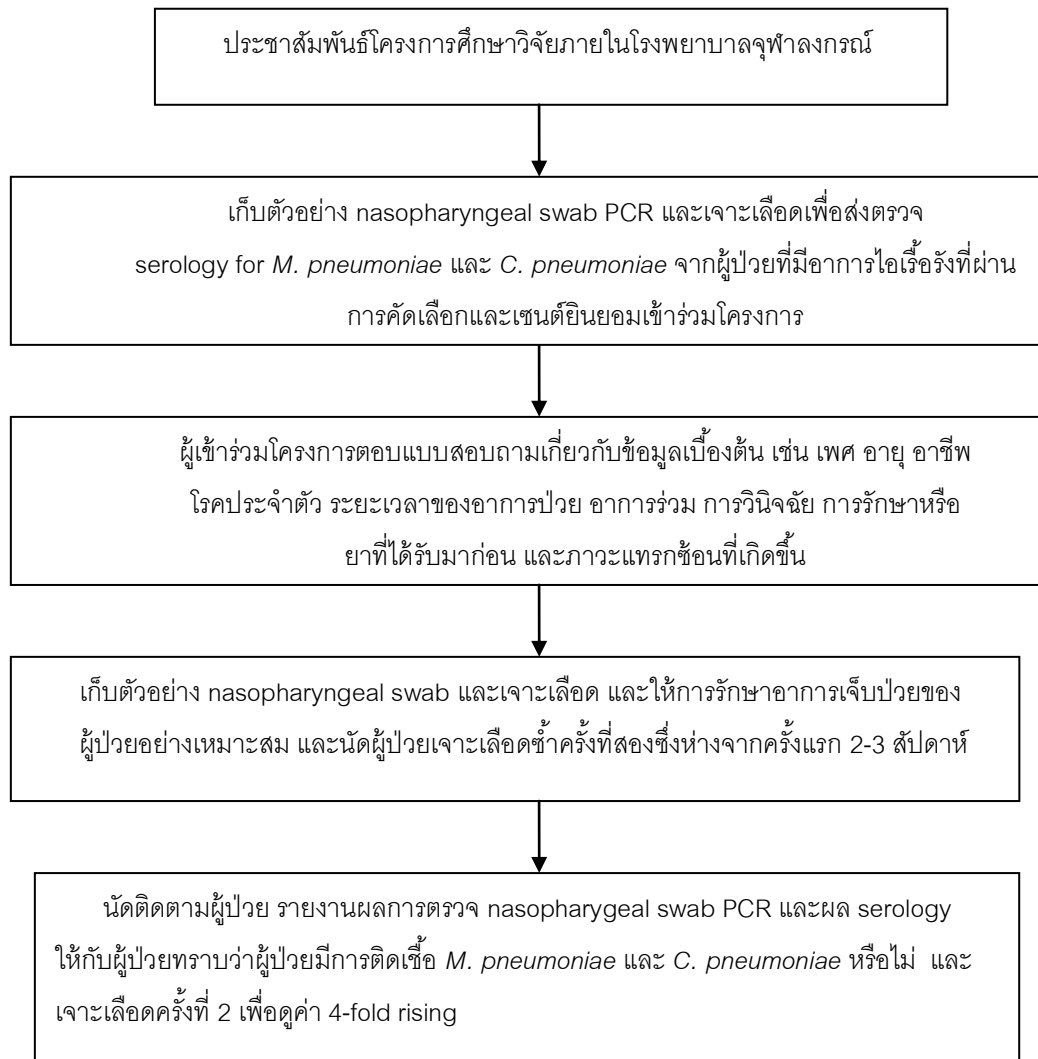 ประชาสัมพันธ์โครงการศึกษาวิจัยภายในโรงพยาบาลจุฬาลงกรณ์
เก็บตัวอย่าง nasopharyngeal swab PCR และเจาะเลือดเพื่อส่งตรวจ
serology for M. pneumoniae และ C. pneumoniae จากผู้ป่วยที่มีอาการไอเรื้อรังที่ผ่าน
การคัดเลือกและเซนต์ยินยอมเข้าร่วมโครงการ
ผู้เข้าร่วมโครงการตอบแบบสอบถามเกี่ยวกับข้อมูลเบื้องต้น เช่น เพศ อายุ อาชีพ
โรคประจำตัว ระยะเวลาของอาการป่วย อาการร่วม การวินิจฉัย การรักษาหรือ
ยาที่ได้รับมาก่อน และภาวะแทรกซ้อนที่เกิดขึ้น
เก็บตัวอย่าง nasopharyngeal swab และเจาะเลือด และให้การรักษาอาการเจ็บป่วยของ
ผู้ป่วยอย่างเหมาะสม และนัดผู้ป่วยเจาะเลือดซ้ำครั้งที่สองซึ่งห่างจากครั้งแรก 2-3 สัปดาห์
นัดติดตามผู้ป่วย รายงานผลการตรวจ nasopharygeal swab PCR และผล serology
ให้กับผู้ป่วยทราบว่าผู้ป่วยมีการติดเชื้อ M. pneumoniae และ C. pneumoniae หรือไม่ และ
เจาะเลือดครั้งที่ 2 เพื่อดูค่า 4-fold rising